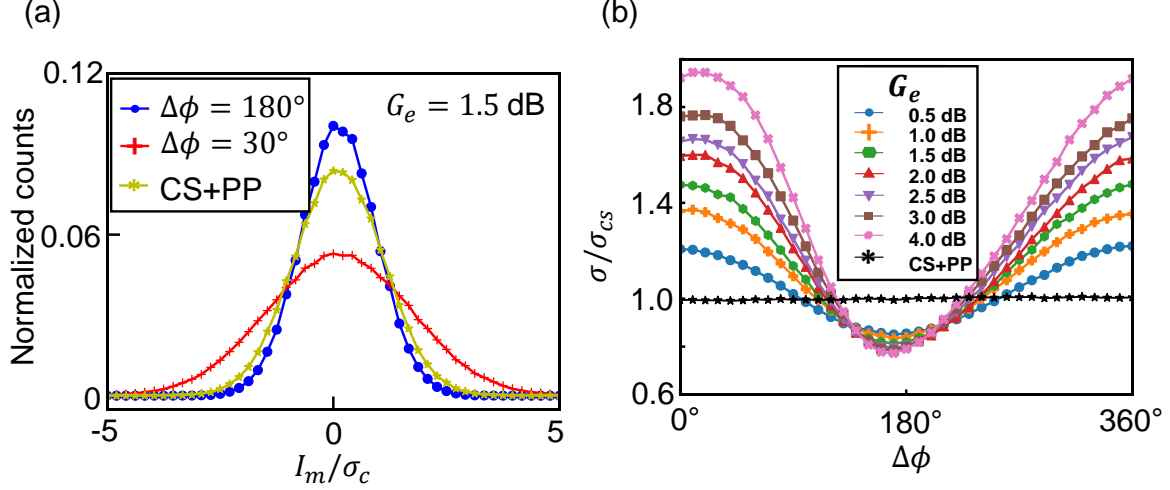 (a)
0.12
0.06
0
Normalized counts
Δϕ = 180°
Δϕ = 30°
CS+PP
G_e = 1.5 dB
-5 0 5
I_m/σ_c
(b)
1.8
1.4
1.0
0.6
σ/σ_cs
G_e
0.5 dB
1.0 dB
1.5 dB
2.0 dB
2.5 dB
3.0 dB
4.0 dB
CS+PP
0° 180° 360°
Δϕ